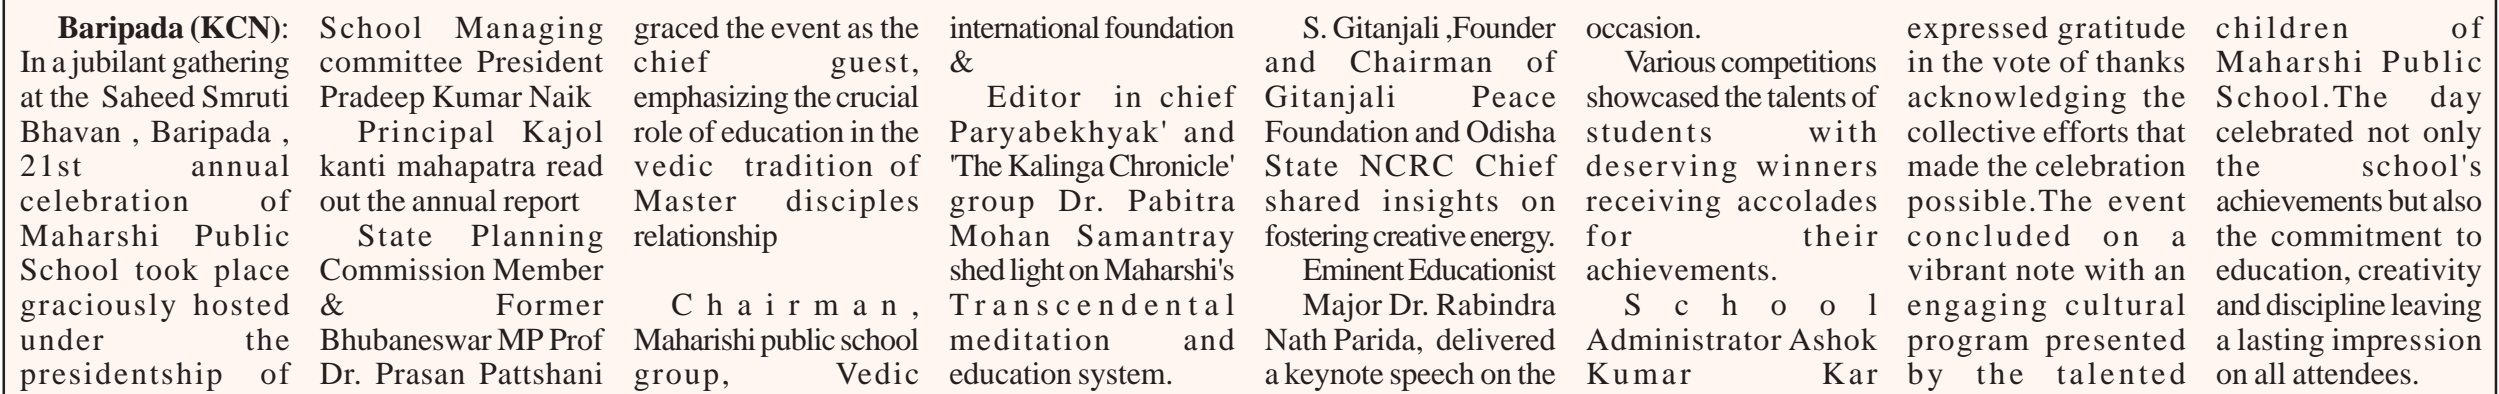 Baripada (KCN):
In a jubilant gathering
at the Saheed Smruti
Bhavan , Baripada ,
21st annual
celebration of
Maharshi Public
School took place
graciously hosted
under the
presidentship of
School Managing
committee President
Pradeep Kumar Naik
Principal Kajol
kanti mahapatra read
out the annual report
State Planning
Commission Member
& Former
Bhubaneswar MP Prof
Dr. Prasan Pattshani
graced the event as the
chief guest,
emphasizing the crucial
role of education in the
vedic tradition of
Master disciples
relationship
Chairman,
Maharishi public school
group, Vedic
international foundation
&
Editor in chief
Paryabekhyak' and
'The Kalinga Chronicle'
group Dr. Pabitra
Mohan Samantray
shed light on Maharshi's
Transcendental
meditation and
education system.
S. Gitanjali ,Founder
and Chairman of
Gitanjali Peace
Foundation and Odisha
State NCRC Chief
shared insights on
fostering creative energy.
Eminent Educationist
Major Dr. Rabindra
Nath Parida, delivered
a keynote speech on the
occasion.
Various competitions
showcased the talents of
students with
deserving winners
receiving accolades
for their
achievements.
School
Administrator Ashok
Kumar Kar
expressed gratitude
in the vote of thanks
acknowledging the
collective efforts that
made the celebration
possible.The event
concluded on a
vibrant note with an
engaging cultural
program presented
by the talented
children of
Maharshi Public
School.The day
celebrated not only
the school's
achievements but also
the commitment to
education, creativity
and discipline leaving
a lasting impression
on all attendees.